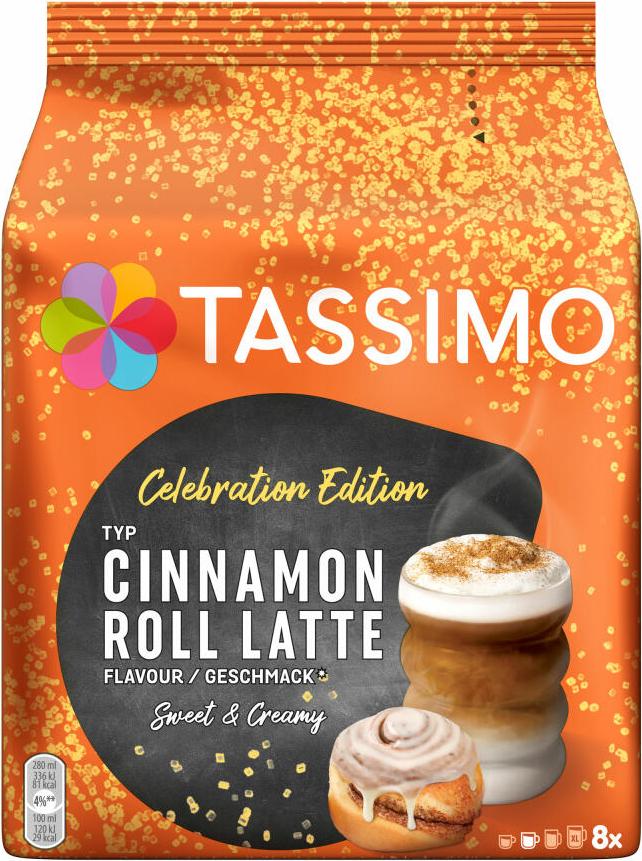 TASSIMO
Celebration Edition
TYP
CINNAMON
ROLL LATTE
FLAVOUR / GESCHMACK*
Sweet & Creamy
280 ml
336 kJ
81 kcal
4%**
100 ml
120 kJ
29 kcal
XL
8x